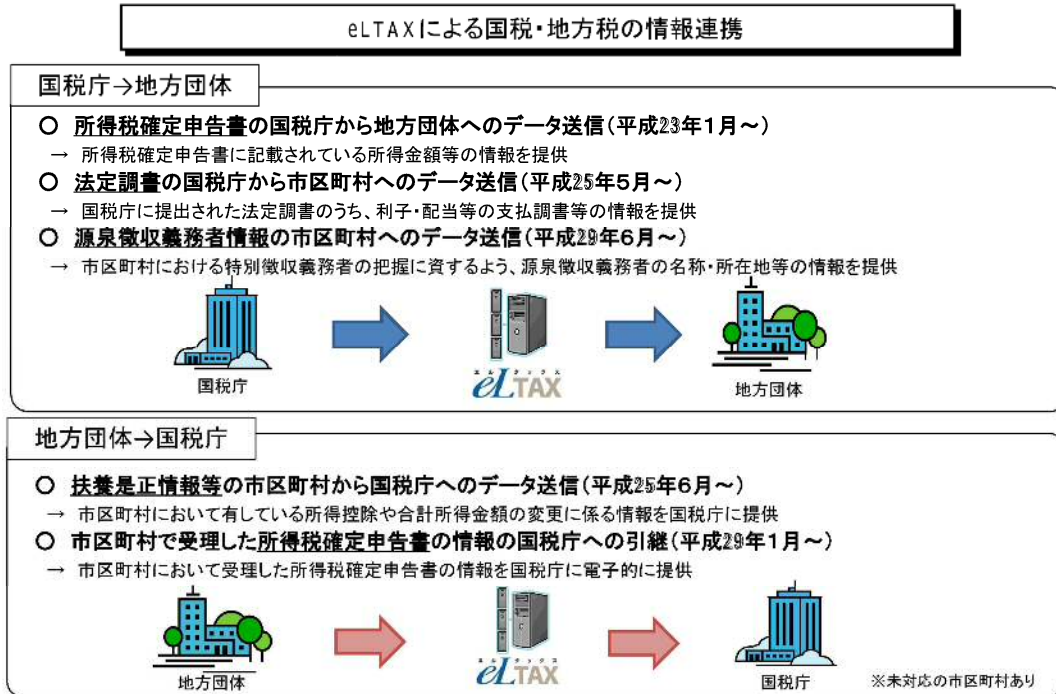 eLTAXによる国税・地方税の情報連携
国税庁→地方団体
○ 所得税確定申告書の国税庁から地方団体へのデータ送信(平成23年1月~)
→ 所得税確定申告書に記載されている所得金額等の情報を提供
○ 法定調書の国税庁から市区町村へのデータ送信(平成25年5月~)
→ 国税庁に提出された法定調書のうち、利子・配当等の支払調書等の情報を提供
○ 源泉徴収義務者情報の市区町村へのデータ送信(平成29年6月~)
→ 市区町村における特別徴収義務者の把握に資するよう、源泉徴収義務者の名称・所在地等の情報を提供
国税庁
エルタックス
eLTAX
地方団体
地方団体→国税庁
○ 扶養是正情報等の市区町村から国税庁へのデータ送信(平成25年6月~)
→ 市区町村において有している所得控除や合計所得金額の変更に係る情報を国税庁に提供
○ 市区町村で受理した所得税確定申告書の情報の国税庁への引継(平成29年1月~)
→ 市区町村において受理した所得税確定申告書の情報を国税庁に電子的に提供
地方団体
エルタックス
eLTAX
国税庁
※未対応の市区町村あり